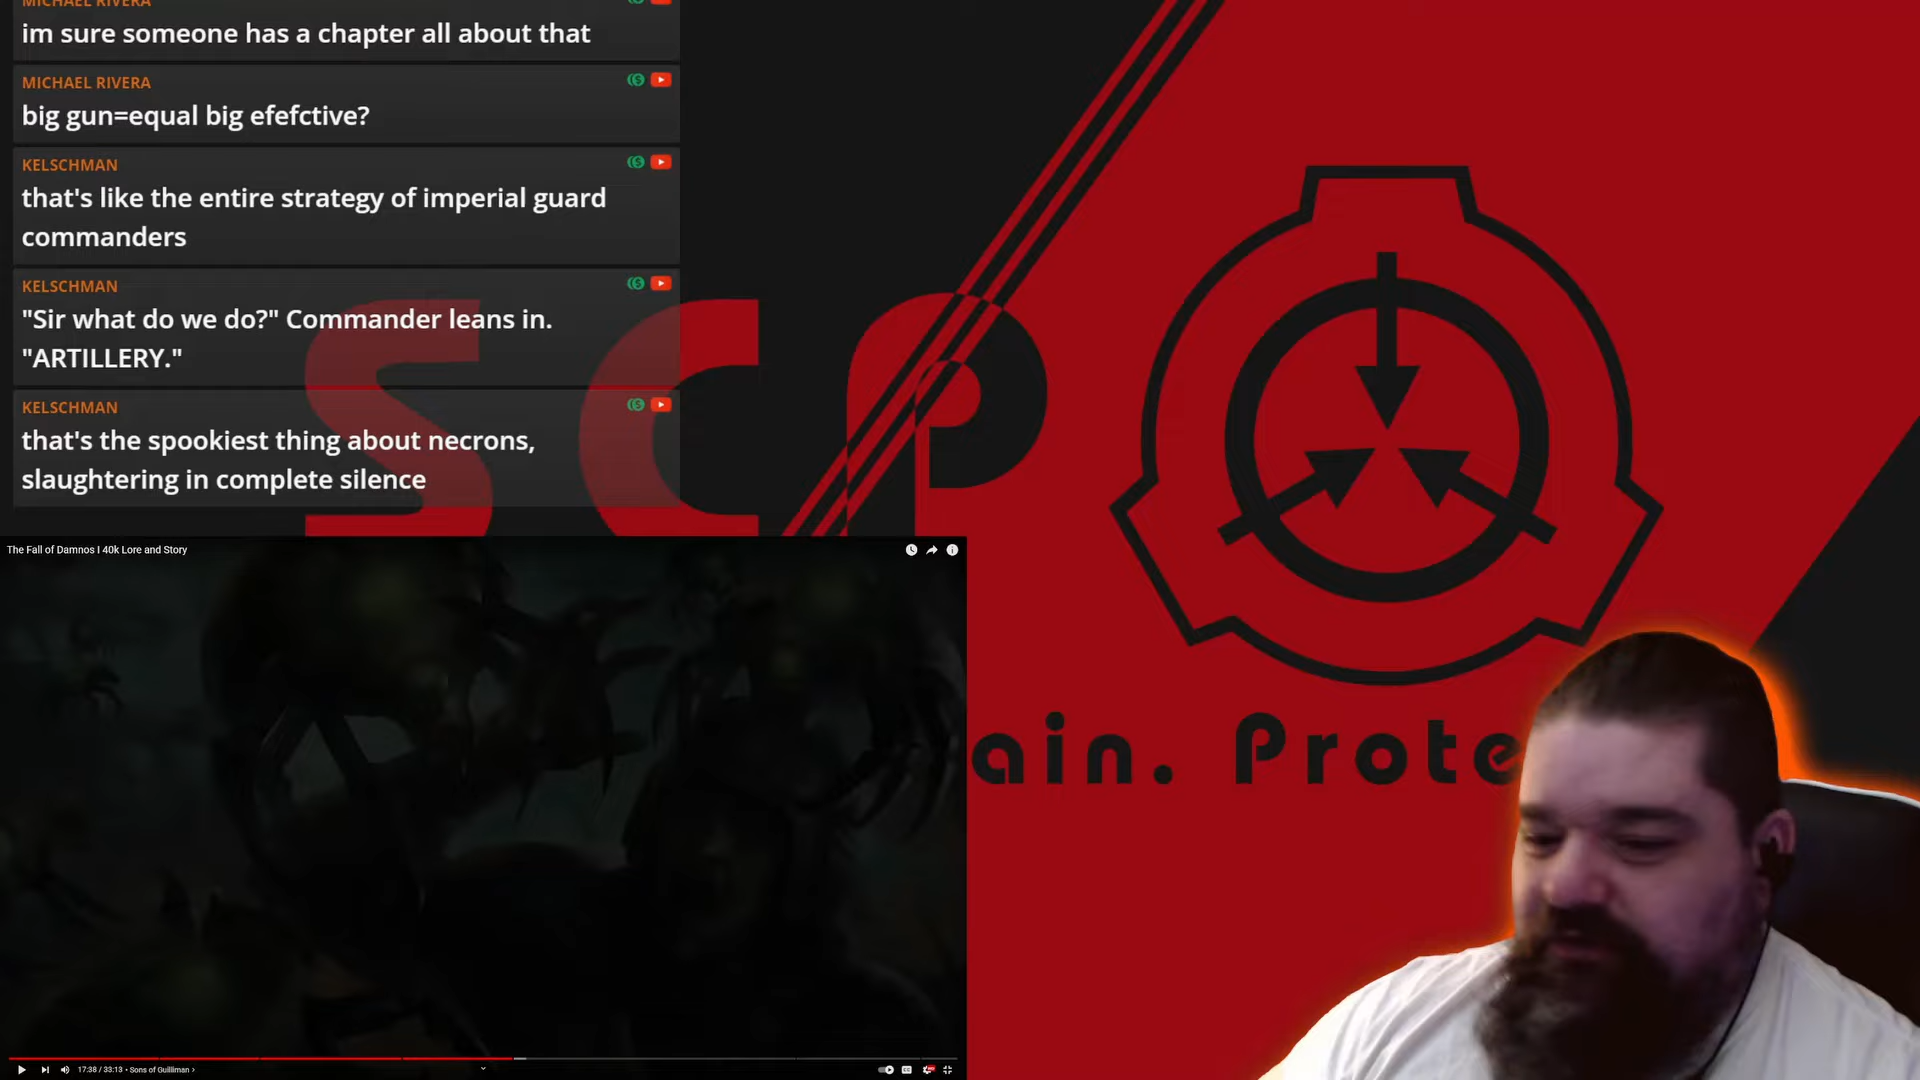 MICHAEL RIVERA
im sure someone has a chapter all about that
MICHAEL RIVERA
big gun=equal big efefctive?
KELSCHMAN
that's like the entire strategy of imperial guard
commanders
KELSCHMAN
"Sir what do we do?" Commander leans in.
"ARTILLERY."
KELSCHMAN
that's the spookiest thing about necrons,
slaughtering in complete silence
SCP
The Fall of Damnos I 40k Lore and Story
ain. Prote
17:38 / 33:13 • Sons of Guilliman ›